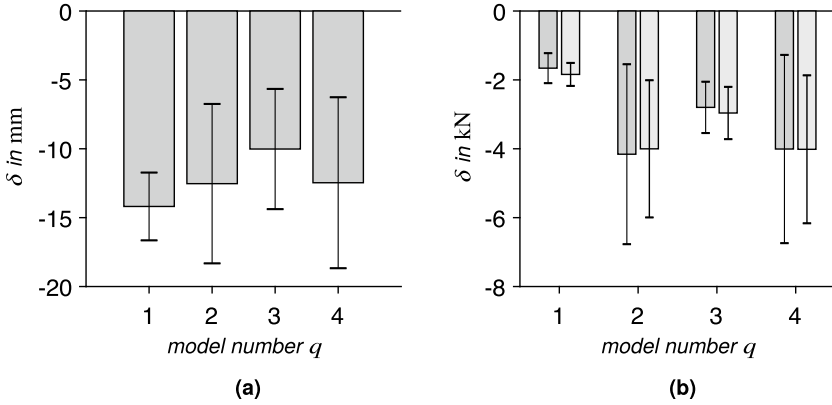 0
-5
-10
-15
-20
δ in mm
1 2 3 4
model number q
(a)
0
-2
-4
-6
-8
δ in kN
1 2 3 4
model number q
(b)